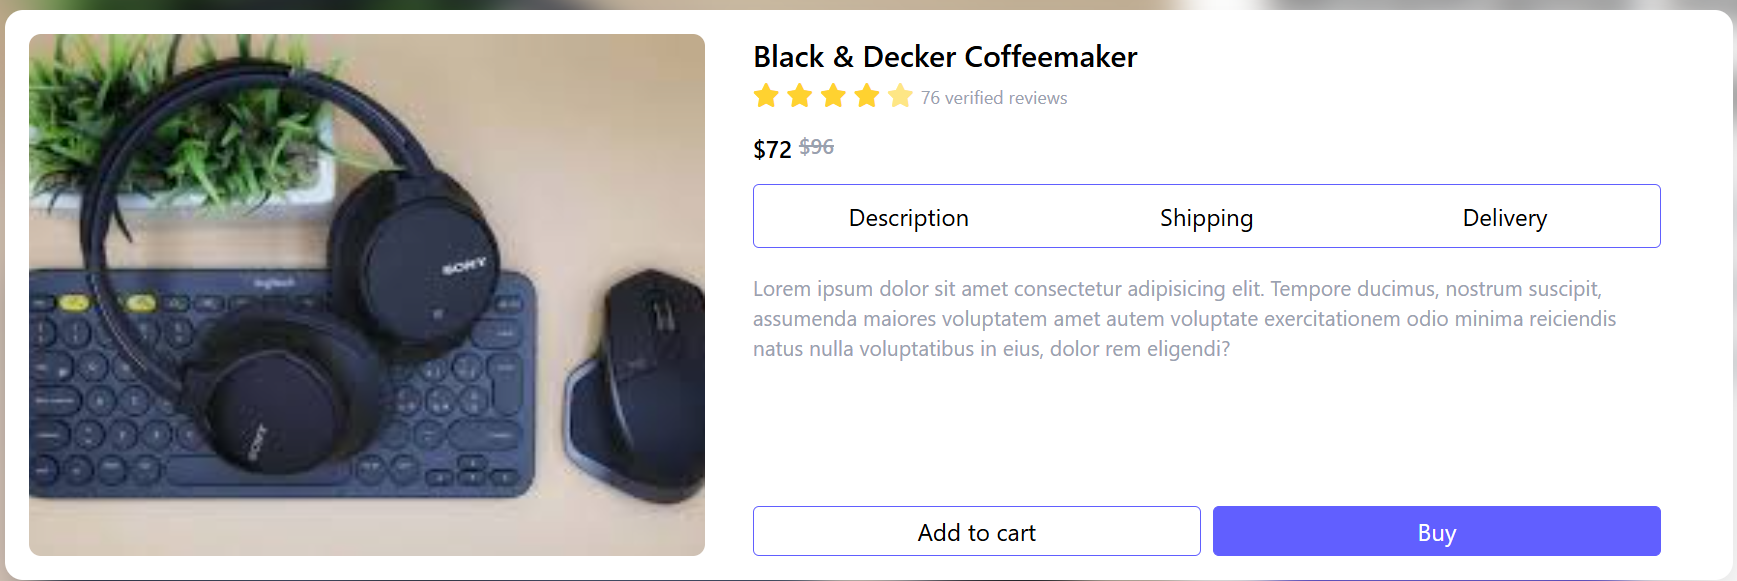 Black & Decker Coffeemaker
76 verified reviews
$72 $96
Description Shipping Delivery
Lorem ipsum dolor sit amet consectetur adipisicing elit. Tempore ducimus, nostrum suscipit,
assumenda maiores voluptatem amet autem voluptate exercitationem odio minima reiciendis
natus nulla voluptatibus in eius, dolor rem eligendi?
Add to cart Buy
SONY
logitech
SONY